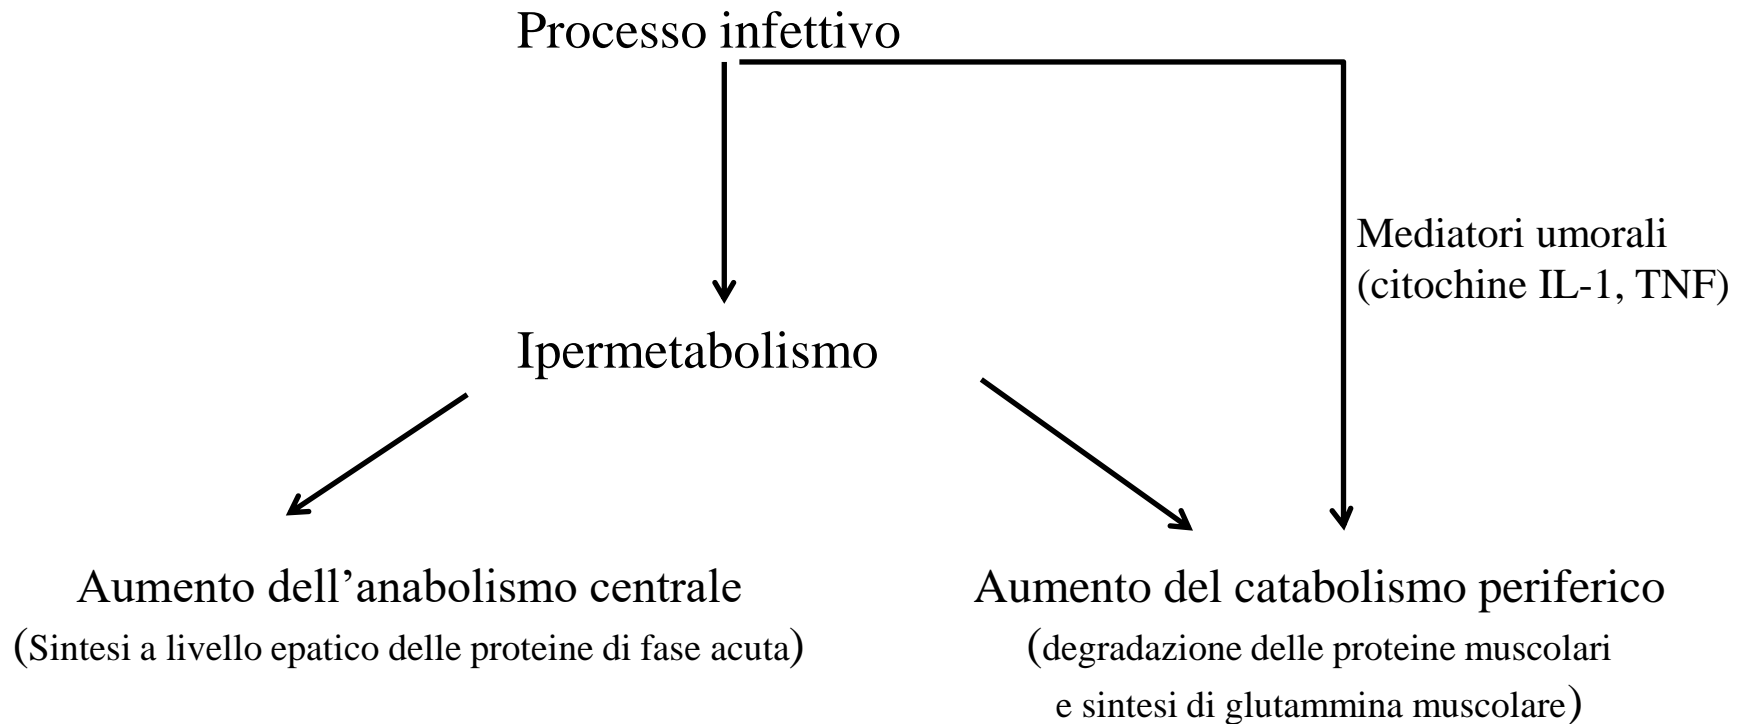 Processo infettivo
Mediatori umorali
(citochine IL-1, TNF)
Ipermetabolismo
Aumento dell’anabolismo centrale
(Sintesi a livello epatico delle proteine di fase acuta)
Aumento del catabolismo periferico
(degradazione delle proteine muscolari
e sintesi di glutammina muscolare)